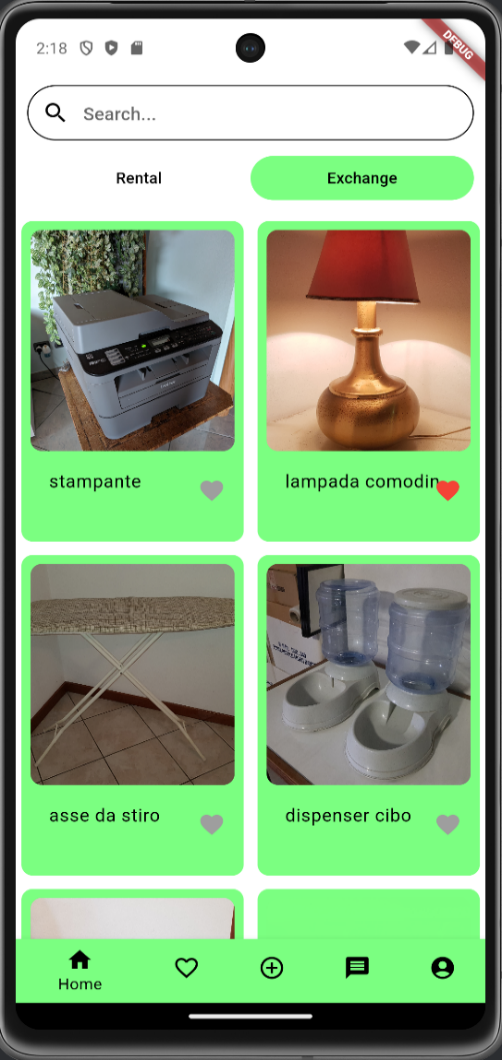 2:18
DEBUG
Search...
Rental
Exchange
stampante
lampada comodin
asse da stiro
dispenser cibo
Home